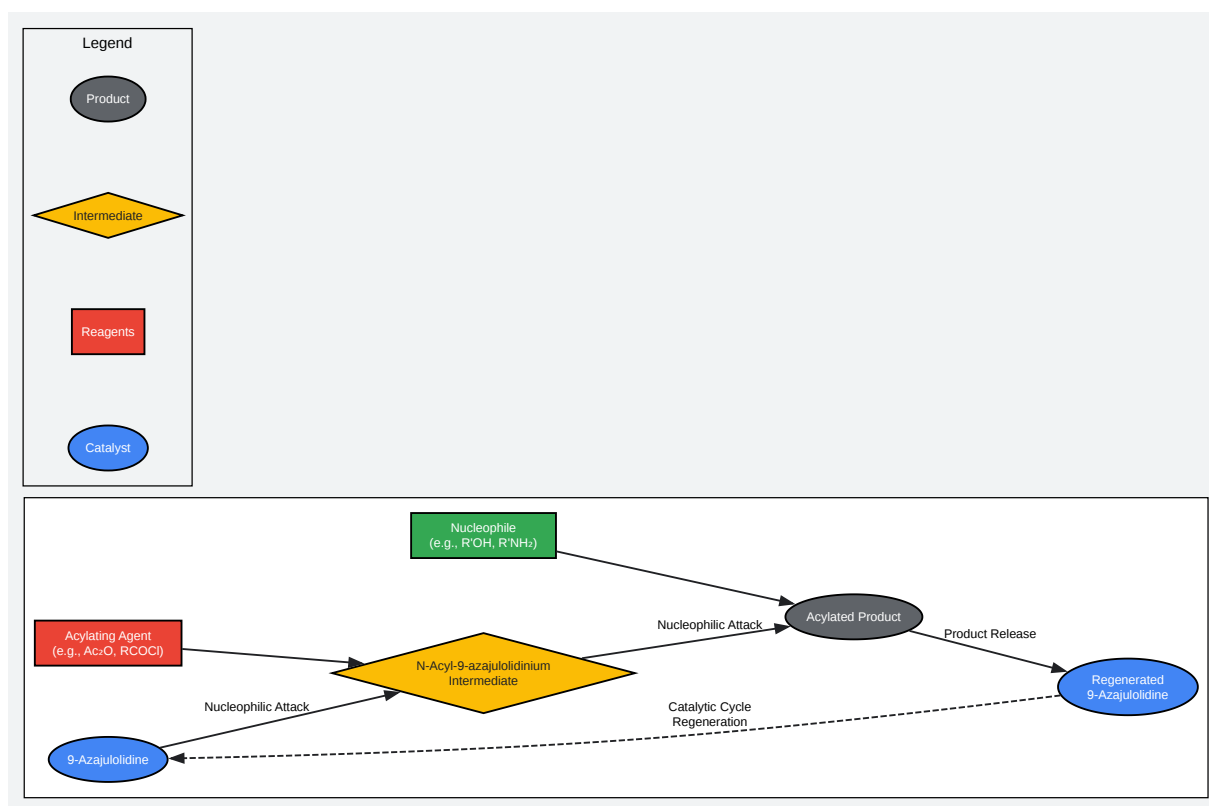 Legend
Product
Intermediate
Reagents
Catalyst
Nucleophile
(e.g., R'OH, R'NH₂)
Acylating Agent
(e.g., Ac₂O, RCOCl)
Nucleophilic Attack
Acylated Product
Product Release
N-Acyl-9-azajulolidinium
Intermediate
Regenerated
9-Azajulolidine
Nucleophilic Attack
Catalytic Cycle
Regeneration
9-Azajulolidine